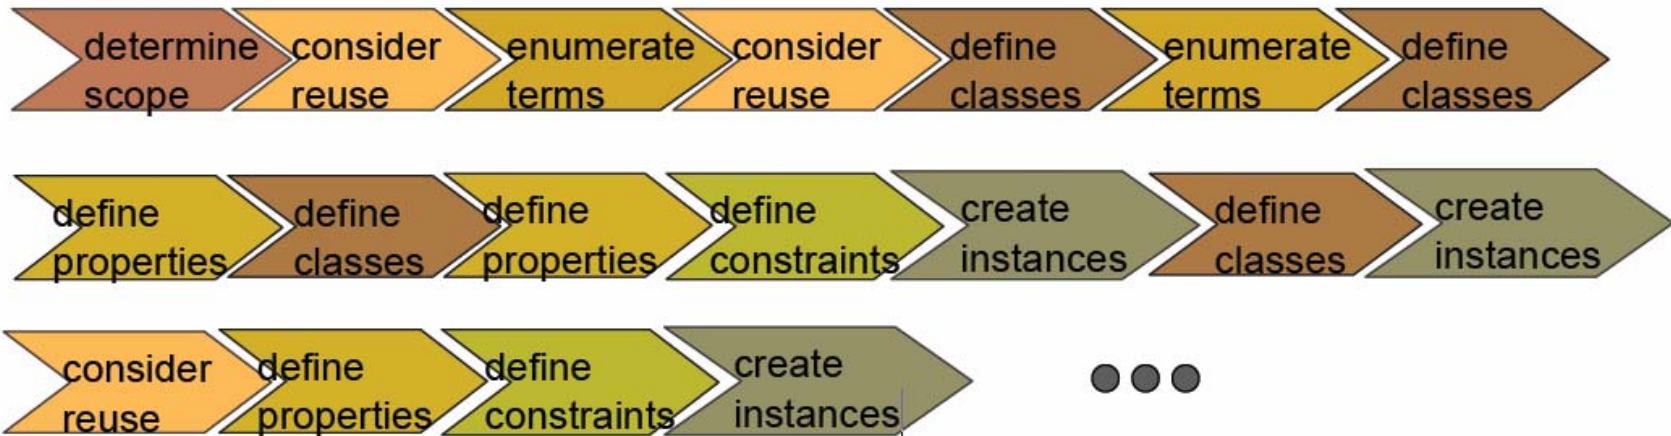 determine consider enumerate consider define enumerate define
scope reuse terms reuse classes terms classes
define define define define create define create
properties classes properties constraints instances classes instances
consider define define create
reuse properties constraints instances